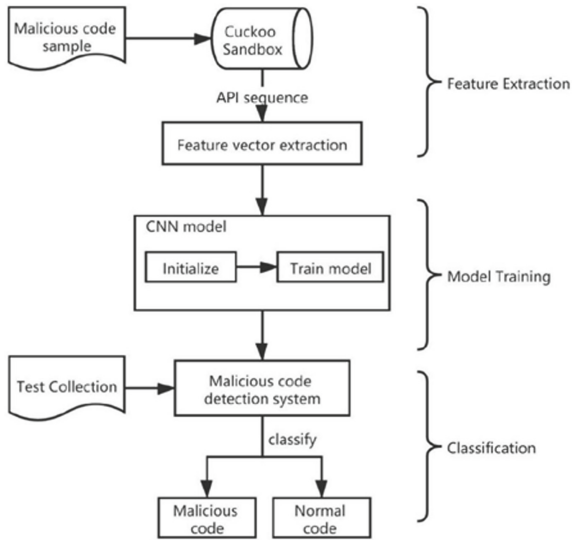 Malicious code
sample
Cuckoo
Sandbox
API sequence
Feature vector extraction
Feature Extraction
CNN model
Initialize
Train model
Model Training
Test Collection
Malicious code
detection system
classify
Malicious
code
Normal
code
Classification